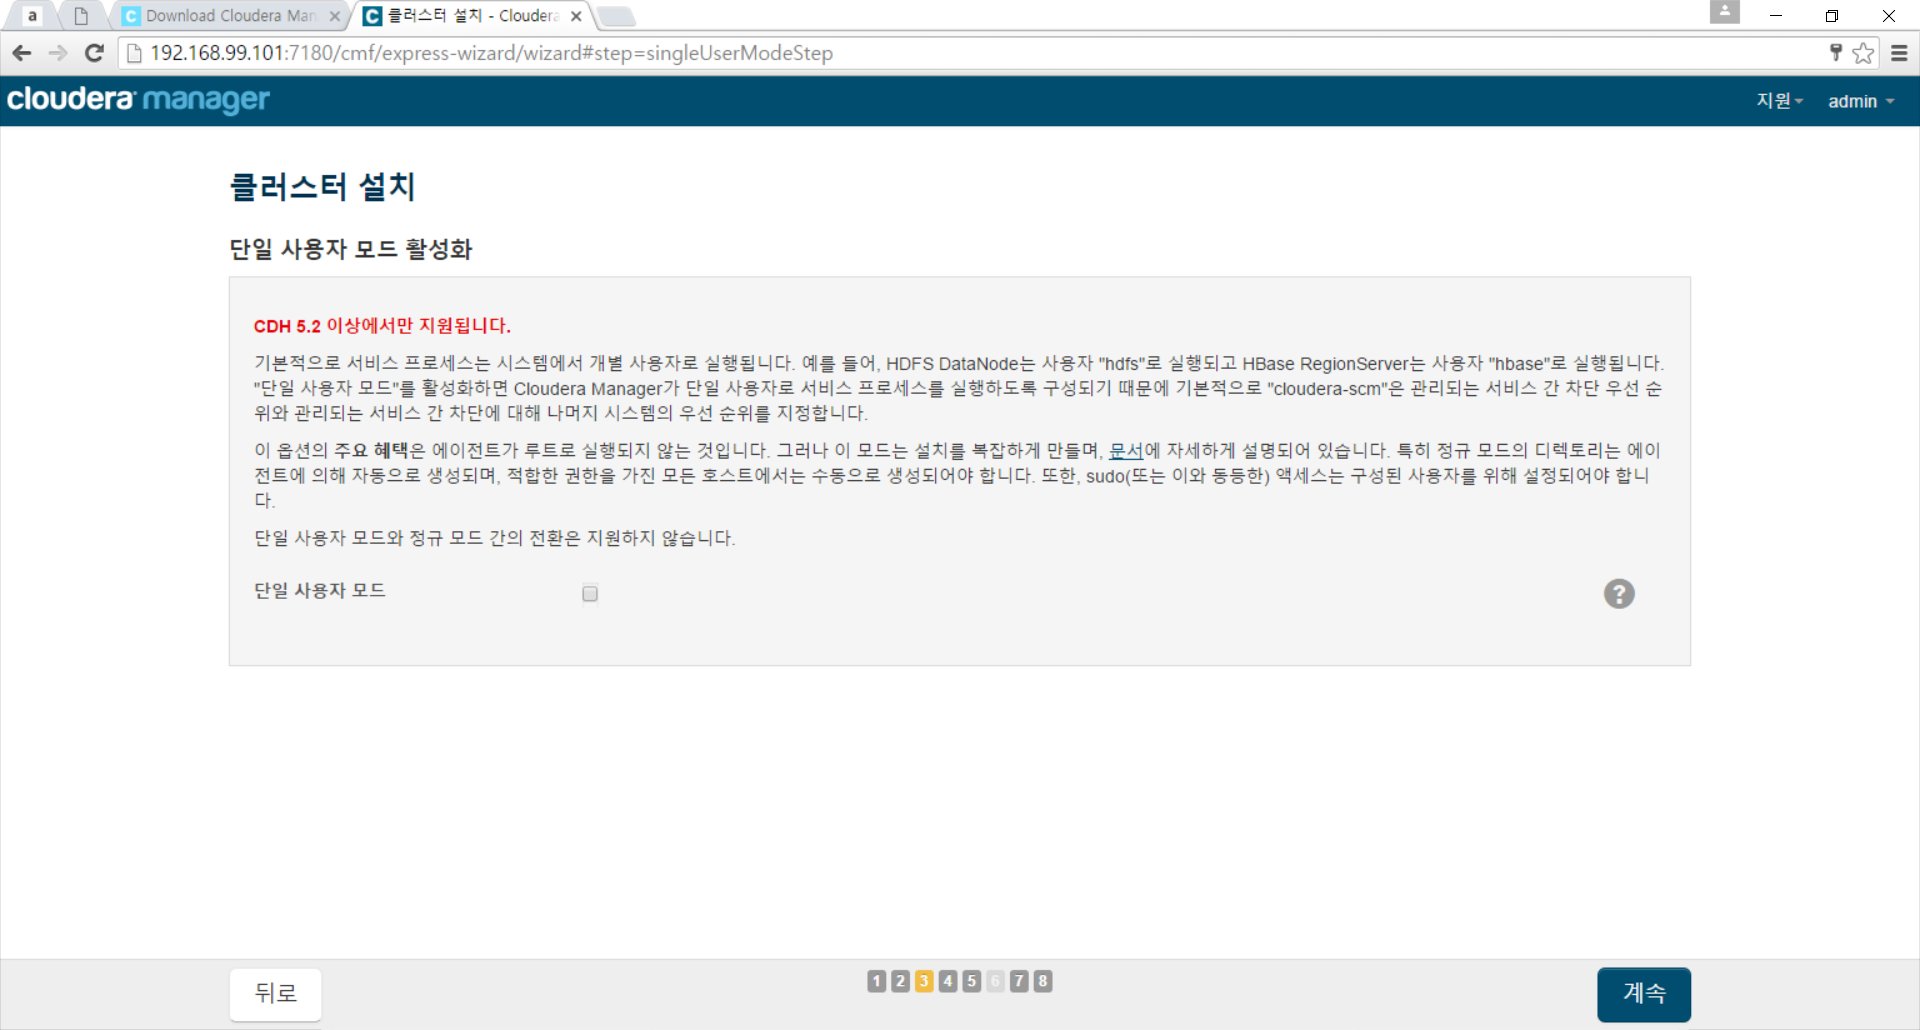 a
Download Cloudera Man
클러스터 설치 - Cloudera
192.168.99.101:7180/cmf/express-wizard/wizard#step=singleUserModeStep
cloudera manager
지원
admin
클러스터 설치
단일 사용자 모드 활성화
CDH 5.2 이상에서만 지원됩니다.
기본적으로 서비스 프로세스는 시스템에서 개별 사용자로 실행됩니다. 예를 들어, HDFS DataNode는 사용자 "hdfs"로 실행되고 HBase RegionServer는 사용자 "hbase"로 실행됩니다.
"단일 사용자 모드"를 활성화하면 Cloudera Manager가 단일 사용자로 서비스 프로세스를 실행하도록 구성되기 때문에 기본적으로 "cloudera-scm"은 관리되는 서비스 간 차단 우선 순
위와 관리되는 서비스 간 차단에 대해 나머지 시스템의 우선 순위를 지정합니다.
이 옵션의 주요 혜택은 에이전트가 루트로 실행되지 않는 것입니다. 그러나 이 모드는 설치를 복잡하게 만들며, 문서에 자세하게 설명되어 있습니다. 특히 정규 모드의 디렉토리는 에이
전트에 의해 자동으로 생성되며, 적합한 권한을 가진 모든 호스트에서는 수동으로 생성되어야 합니다. 또한, sudo(또는 이와 동등한) 액세스는 구성된 사용자를 위해 설정되어야 합니
다.
단일 사용자 모드와 정규 모드 간의 전환은 지원하지 않습니다.
단일 사용자 모드
?
뒤로
1 2 3 4 5 6 7 8
계속